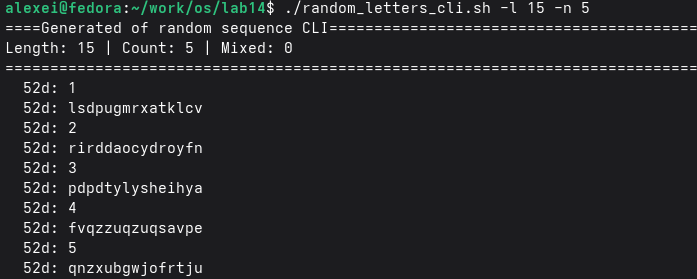 alexei@fedora:~/work/os/lab14$ ./random_letters_cli.sh -l 15 -n 5
====Generated of random sequence CLI=========================================
Length: 15 | Count: 5 | Mixed: 0
=============================================================================
52d: 1
52d: lsdpugmrxatklcv
52d: 2
52d: rirddaocydroyfn
52d: 3
52d: pdpdtylysheihya
52d: 4
52d: fvqzzuqzuqsavpe
52d: 5
52d: qnzxubgwjofrtju